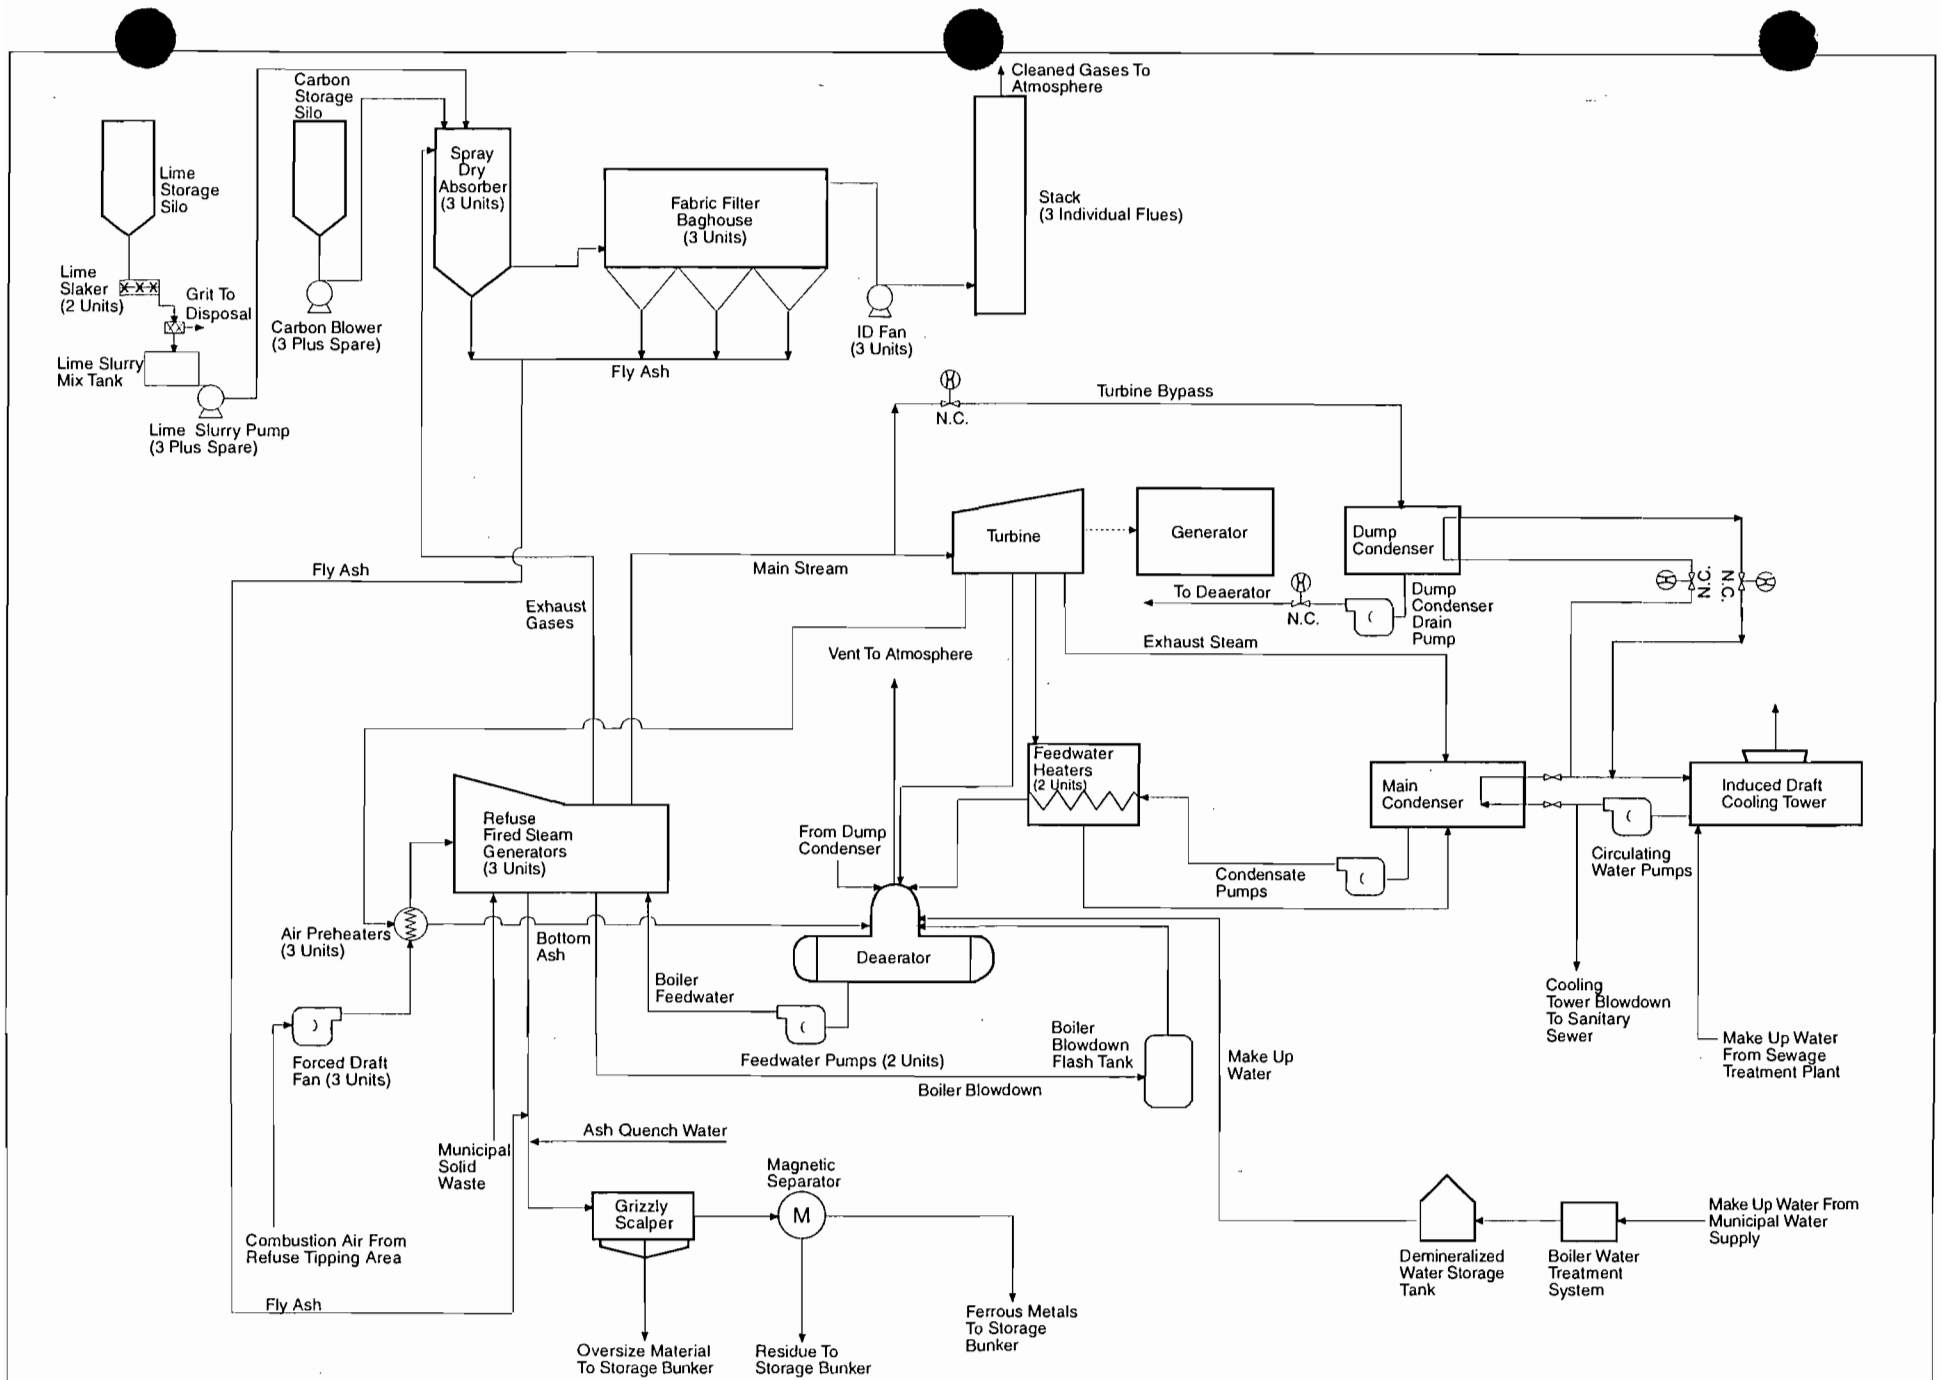 Cleaned Gases To
Atmosphere
Carbon
Storage
Silo
Lime
Storage
Silo
Spray
Dry
Absorber
(3 Units)
Fabric Filter
Baghouse
(3 Units)
Stack
(3 Individual Flues)
Lime
Slaker
(2 Units)
Grit To
Disposal
Carbon Blower
(3 Plus Spare)
ID Fan
(3 Units)
Lime Slurry
Mix Tank
Fly Ash
Lime Slurry Pump
(3 Plus Spare)
N.C.
Turbine Bypass
Turbine
Generator
Dump
Condenser
Main Stream
Fly Ash
Exhaust
Gases
To Deaerator
N.C.
Dump
Condenser
Drain
Pump
N.C.
N.C.
Exhaust Steam
Vent To Atmosphere
Feedwater
Heaters
(2 Units)
Main
Condenser
Induced Draft
Cooling Tower
Refuse
Fired Steam
Generators
(3 Units)
From Dump
Condenser
Condensate
Pumps
Circulating
Water Pumps
Air Preheaters
(3 Units)
Bottom
Ash
Deaerator
Boiler
Feedwater
Cooling
Tower Blowdown
To Sanitary
Sewer
Make Up Water
From Sewage
Treatment Plant
Forced Draft
Fan (3 Units)
Feedwater Pumps (2 Units)
Boiler
Blowdown
Flash Tank
Make Up
Water
Boiler Blowdown
Ash Quench Water
Municipal
Solid
Waste
Magnetic
Separator
Grizzly
Scalper
M
Combustion Air From
Refuse Tipping Area
Make Up Water From
Municipal Water
Supply
Demineralized
Water Storage
Tank
Boiler Water
Treatment
System
Fly Ash
Ferrous Metals
To Storage
Bunker
Oversize Material
To Storage Bunker
Residue To
Storage Bunker